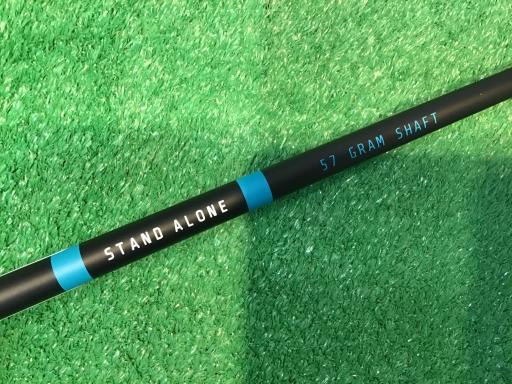 STAND ALONE
57 GRAM SHAFT